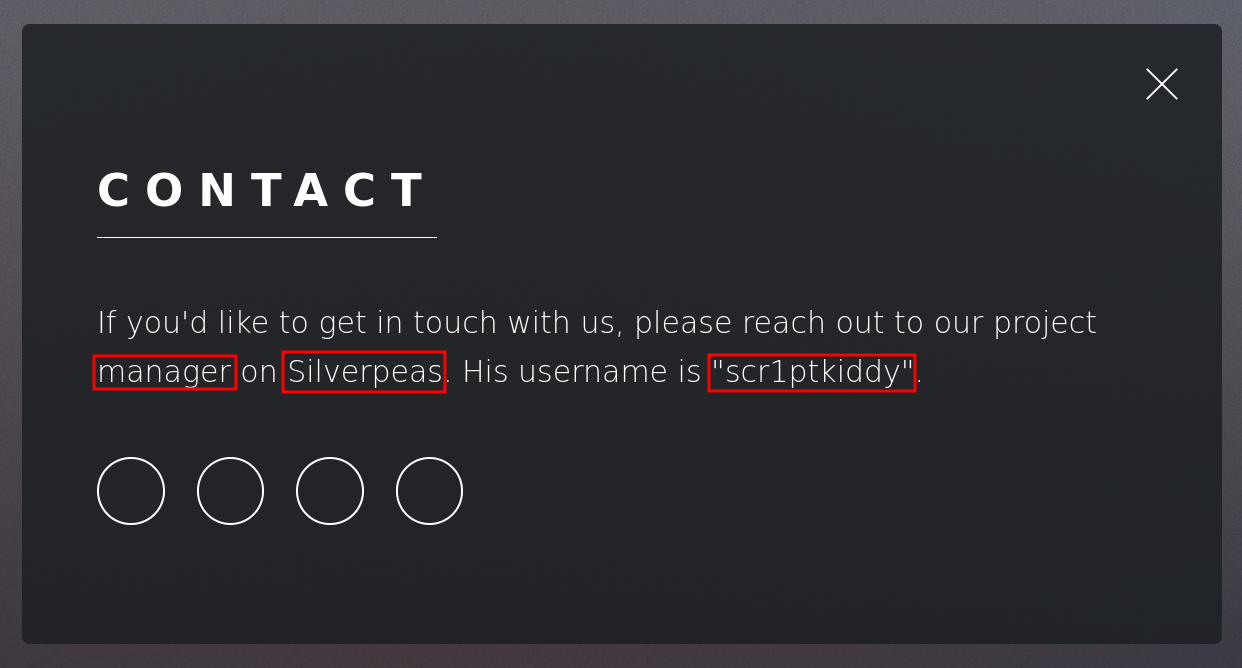 CONTACT
If you'd like to get in touch with us, please reach out to our project
manager on Silverpeas. His username is "scr1ptkiddy".